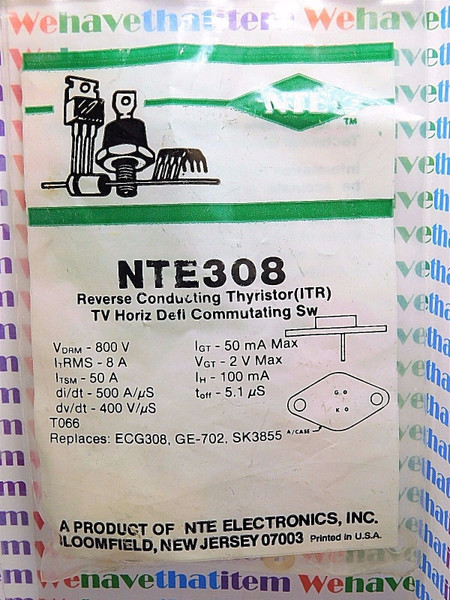 WehavethatitemWehavethatitem
NTE
TM
NTE308
Reverse Conducting Thyristor(ITR)
TV Horiz Defl Commutating Sw
VDRM - 800 V
ITRMS - 8 A
ITSM - 50 A
di/dt - 500 A/µS
dv/dt - 400 V/µS
T066
IGT - 50 mA Max
VGT - 2 V Max
IH - 100 mA
toff - 5.1 µS
G
K
A/CASE
Replaces: ECG308, GE-702, SK3855
A PRODUCT OF NTE ELECTRONICS, INC.
BLOOMFIELD, NEW JERSEY 07003 Printed in U.S.A.
Wehavethatitem Wehavethatitem